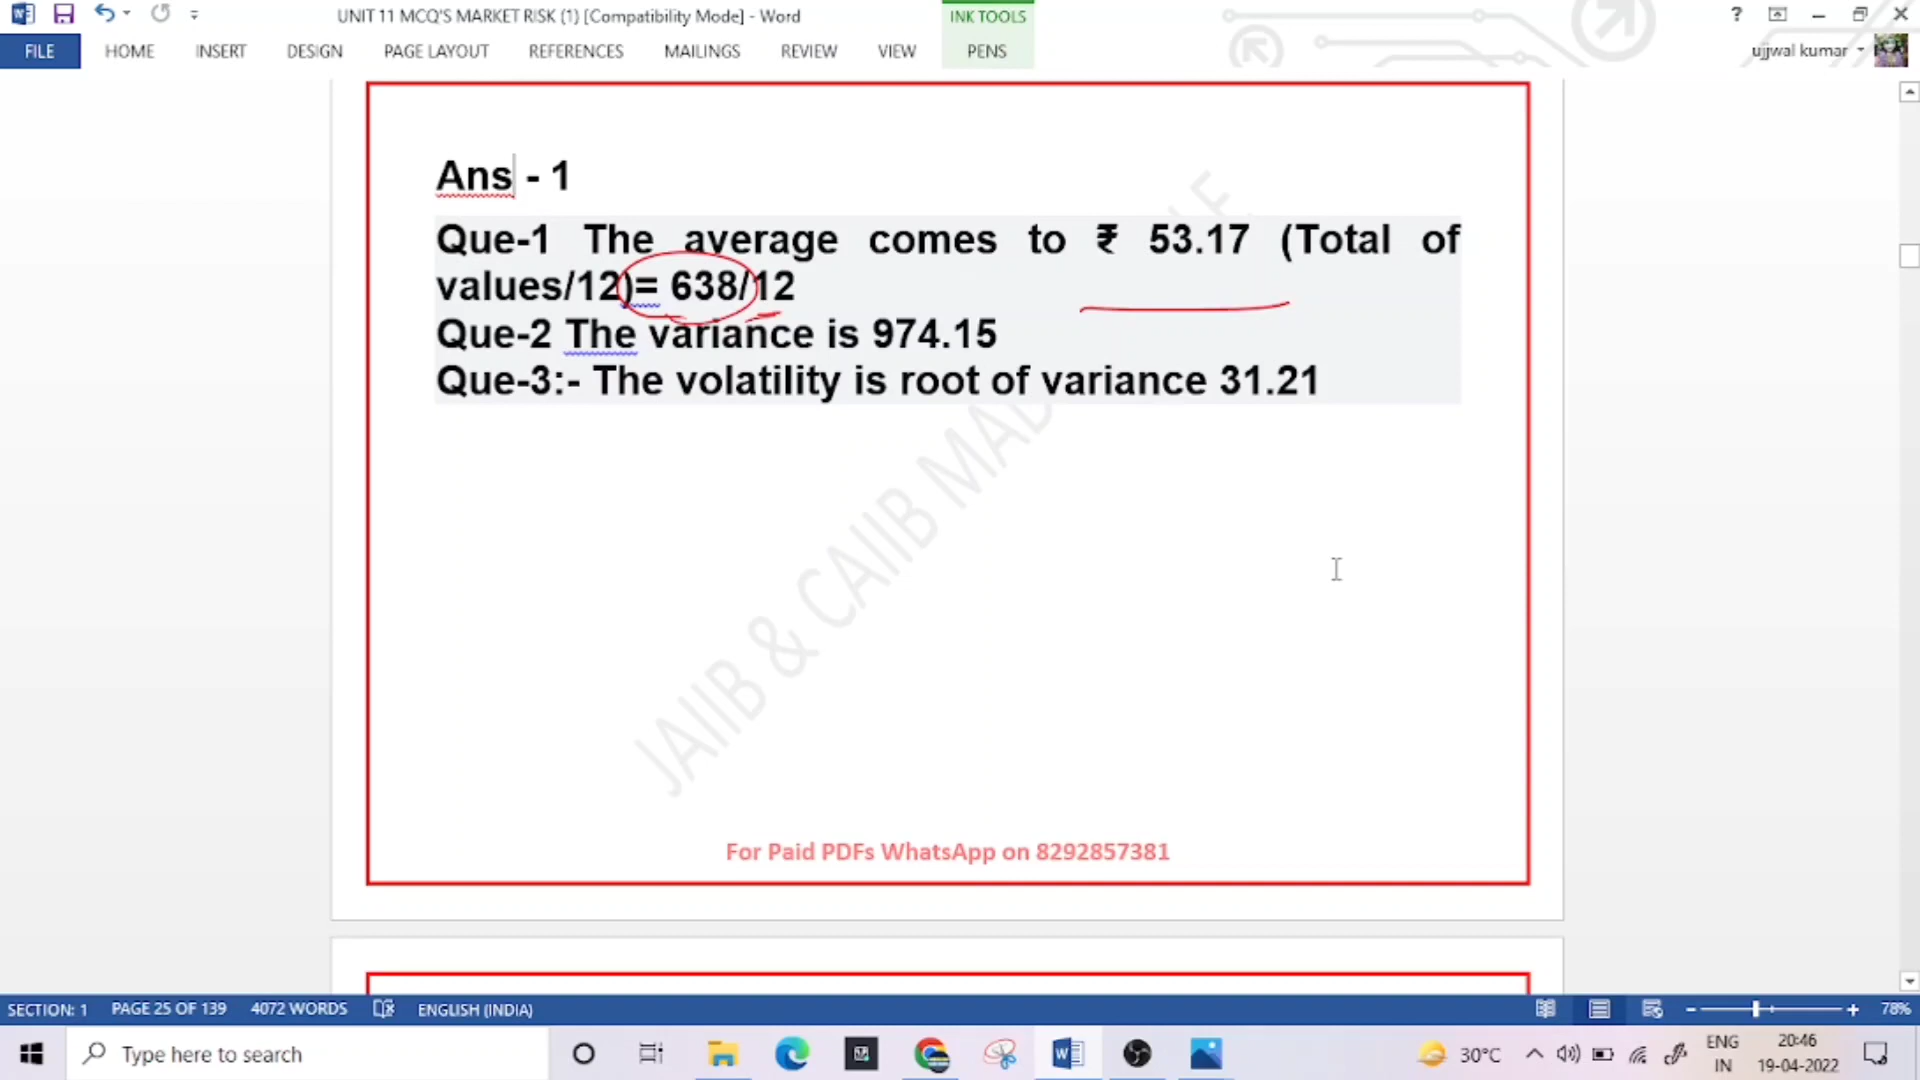 UNIT 11 MCQ'S MARKET RISK (1) [Compatibility Mode] - Word
INK TOOLS
?
FILE HOME INSERT DESIGN PAGE LAYOUT REFERENCES MAILINGS REVIEW VIEW PENS
ujjwal kumar
Ans - 1
Que-1 The average comes to ₹ 53.17 (Total of
values/12)= 638/12
Que-2 The variance is 974.15
Que-3:- The volatility is root of variance 31.21
JAIIB & CAIIB MAD E
For Paid PDFs WhatsApp on 8292857381
SECTION: 1 PAGE 25 OF 139 4072 WORDS ENGLISH (INDIA) 78%
Type here to search
30°C
ENG
IN
20:46
19-04-2022